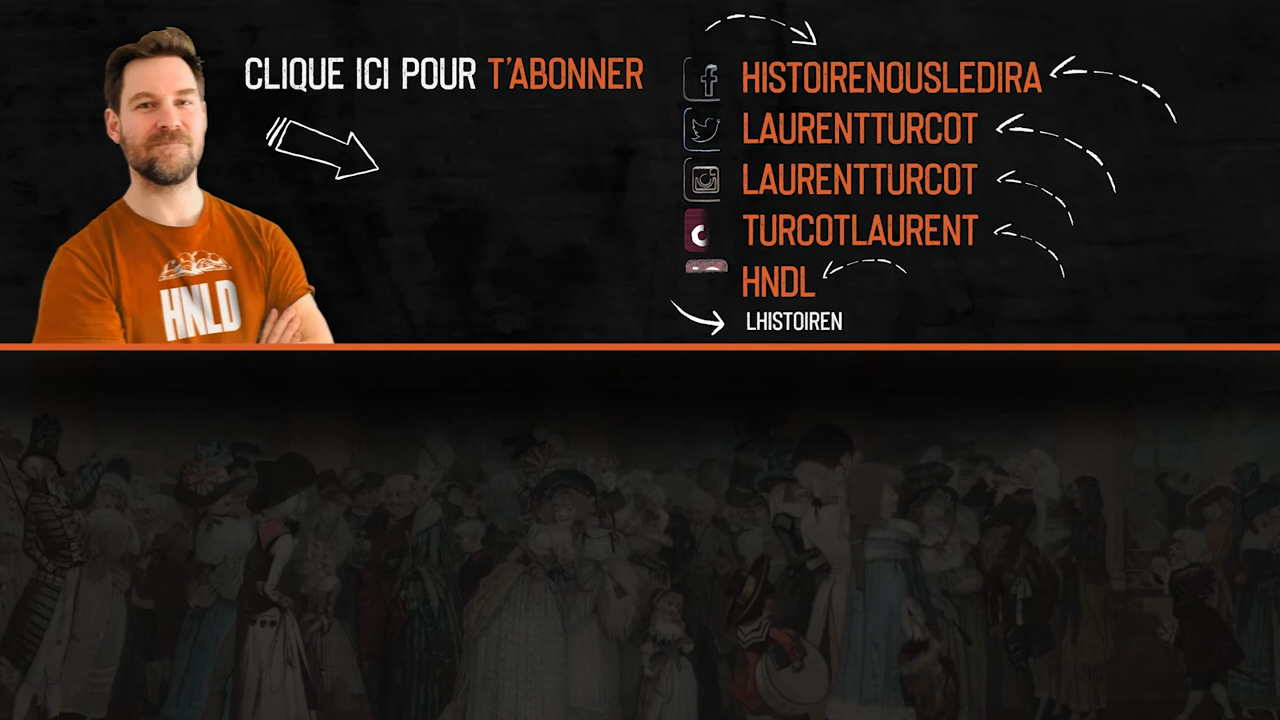 CLIQUE ICI POUR T'ABONNER
HISTOIRENOUSLEDIRA
LAURENTTURCOT
LAURENTTURCOT
TURCOTLAURENT
HNDL
LHISTOIREN
HNLD